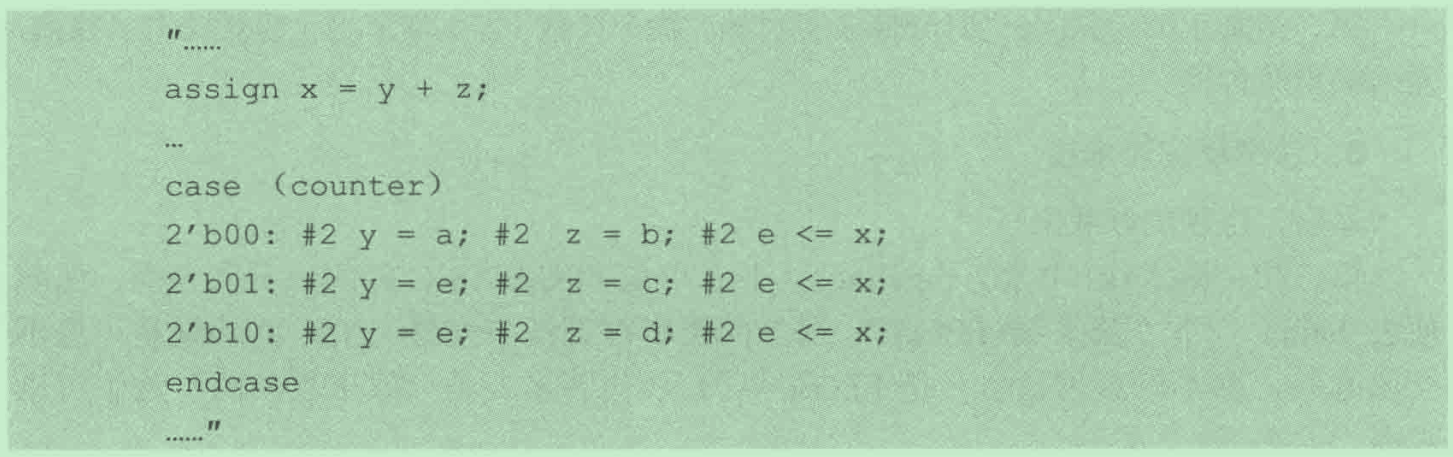 "……
assign x = y + z;
…
case (counter)
2'b00: #2 y = a; #2 z = b; #2 e <= x;
2'b01: #2 y = e; #2 z = c; #2 e <= x;
2'b10: #2 y = e; #2 z = d; #2 e <= x;
endcase
……"